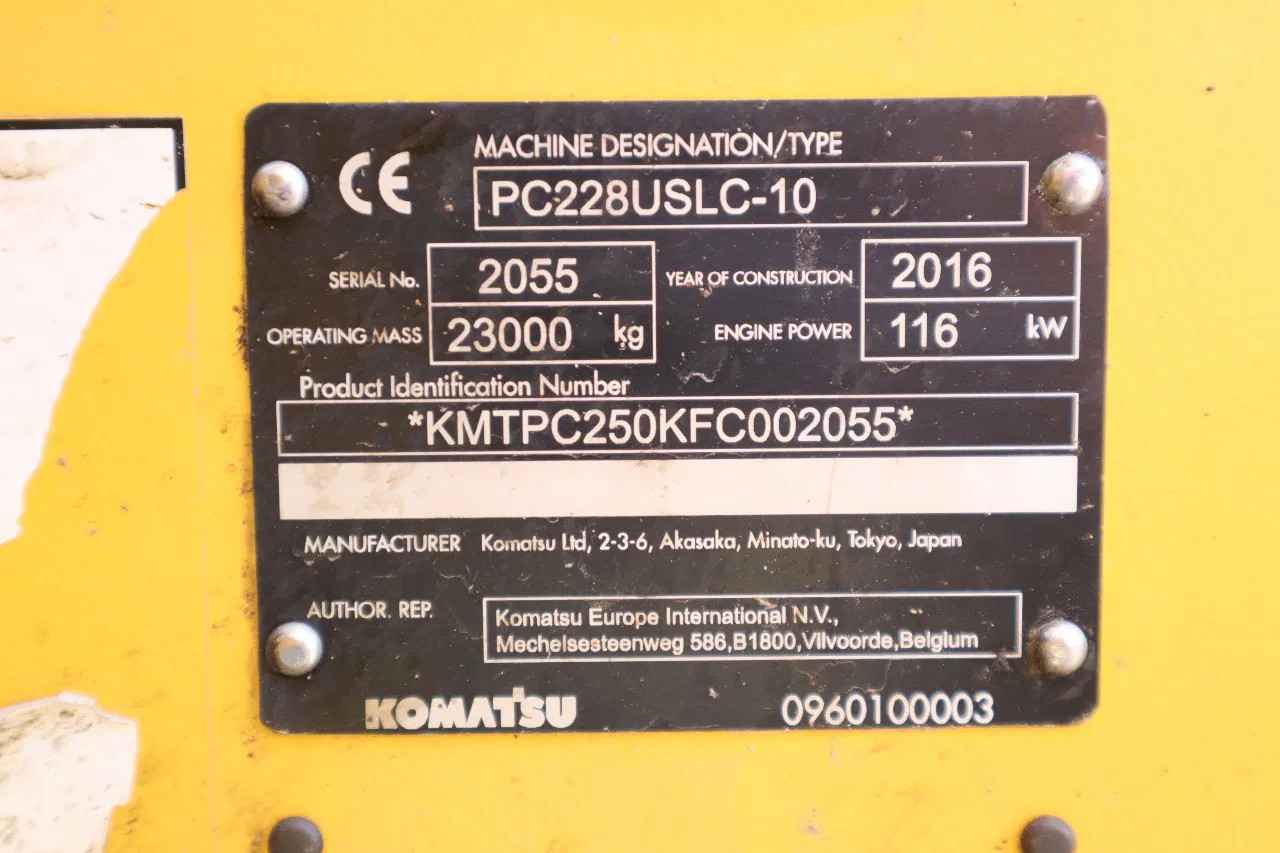 CE
MACHINE DESIGNATION/TYPE
PC228USLC-10
SERIAL No. 2055 YEAR OF CONSTRUCTION 2016
OPERATING MASS 23000 kg ENGINE POWER 116 kW
Product Identification Number
*KMTPC250KFC002055*
MANUFACTURER Komatsu Ltd, 2-3-6, Akasaka, Minato-ku, Tokyo, Japan
AUTHOR. REP. Komatsu Europe International N.V.,
Mechelsesteenweg 586,B1800,Vilvoorde,Belgium
KOMATSU 0960100003